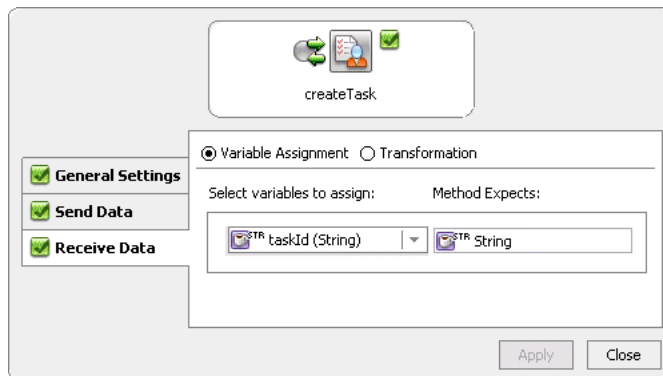 createTask
General Settings
Send Data
Receive Data
Variable Assignment Transformation
Select variables to assign: Method Expects:
STR taskId (String) STR String
Apply Close